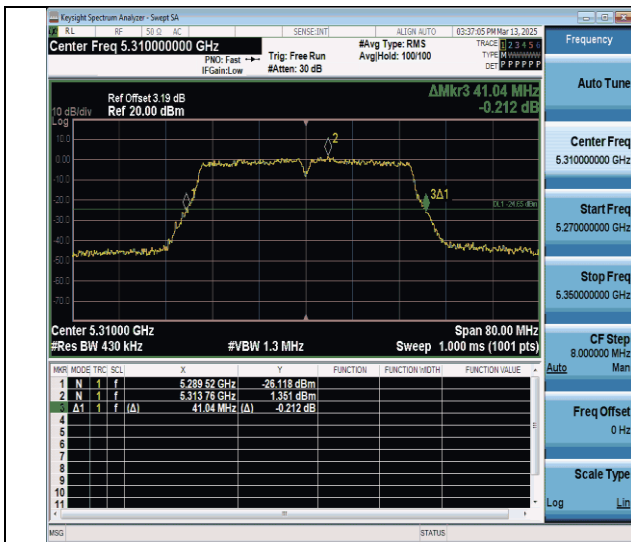 Keysight Spectrum Analyzer - Swept SA
RL RF 50 Ω AC SENSE:INT ALIGN AUTO 03:37:05 PM Mar 13, 2025
Center Freq 5.310000000 GHz
PNO: Fast
IFGain:Low
Trig: Free Run
#Atten: 30 dB
#Avg Type: RMS
Avg|Hold: 100/100
TRACE 1 2 3 4 5 6
TYPE M W W W W W
DET P P P P P P
Ref Offset 3.19 dB
Ref 20.00 dBm
10 dB/div
Log
ΔMkr3 41.04 MHz
-0.212 dB
10.0
0.00
-10.0
-20.0
-30.0
-40.0
-50.0
-60.0
-70.0
1
2
3Δ1
DL1 -24.65 dBm
Center 5.31000 GHz Span 80.00 MHz
#Res BW 430 kHz #VBW 1.3 MHz Sweep 1.000 ms (1001 pts)
MKR MODE TRC SCL X Y FUNCTION FUNCTION WIDTH FUNCTION VALUE
1 N 1 f 5.289 52 GHz -26.118 dBm
2 N 1 f 5.313 76 GHz 1.351 dBm
3 Δ1 1 f (Δ) 41.04 MHz (Δ) -0.212 dB
4
5
6
7
8
9
10
11
MSG STATUS
Frequency
Auto Tune
Center Freq
5.310000000 GHz
Start Freq
5.270000000 GHz
Stop Freq
5.350000000 GHz
CF Step
8.000000 MHz
Auto Man
Freq Offset
0 Hz
Scale Type
Log Lin